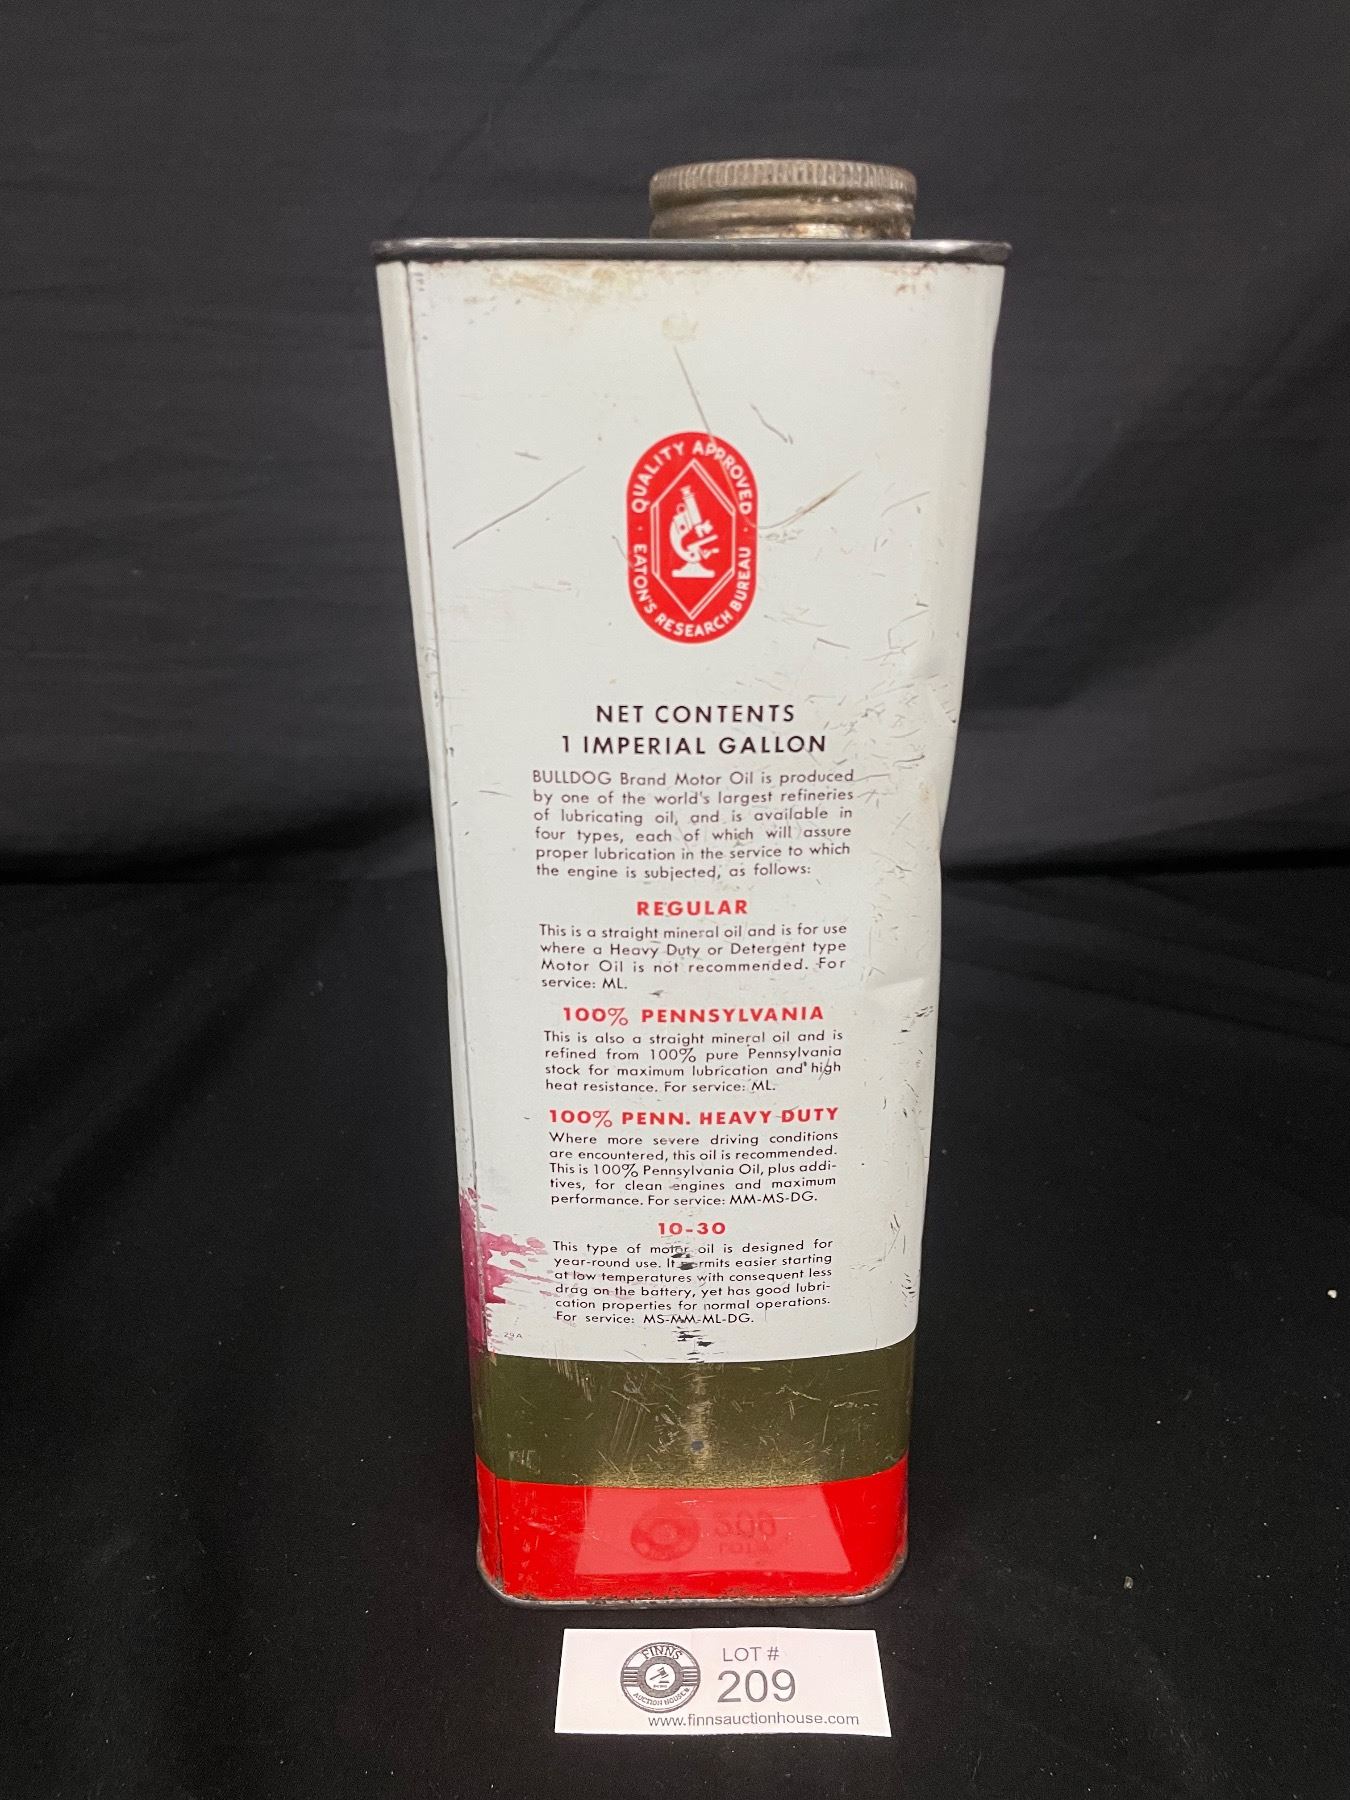 QUALITY APPROVED
EATON'S RESEARCH BUREAU
NET CONTENTS
1 IMPERIAL GALLON
BULLDOG Brand Motor Oil is produced
by one of the world's largest refineries
of lubricating oil, and is available in
four types, each of which will assure
proper lubrication in the service to which
the engine is subjected, as follows:
REGULAR
This is a straight mineral oil and is for use
where a Heavy Duty or Detergent type
Motor Oil is not recommended. For
service: ML.
100% PENNSYLVANIA
This is also a straight mineral oil and is
refined from 100% pure Pennsylvania
stock for maximum lubrication and high
heat resistance. For service: ML.
100% PENN. HEAVY DUTY
Where more severe driving conditions
are encountered, this oil is recommended.
This is 100% Pennsylvania Oil, plus addi-
tives, for clean engines and maximum
performance. For service: MM-MS-DG.
10-30
This type of motor oil is designed for
year-round use. It permits easier starting
at low temperatures with consequent less
drag on the battery, yet has good lubri-
cation properties for normal operations.
For service: MS-MM-ML-DG.
29A
FINN'S
AUCTION HOUSE
LOT #
209
www.finnsauctionhouse.com